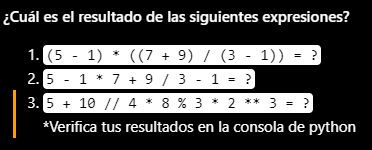 ¿Cuál es el resultado de las siguientes expresiones?
1. (5 - 1) * ((7 + 9) / (3 - 1)) = ?
2. 5 - 1 * 7 + 9 / 3 - 1 = ?
3. 5 + 10 // 4 * 8 % 3 * 2 ** 3 = ?
*Verifica tus resultados en la consola de python